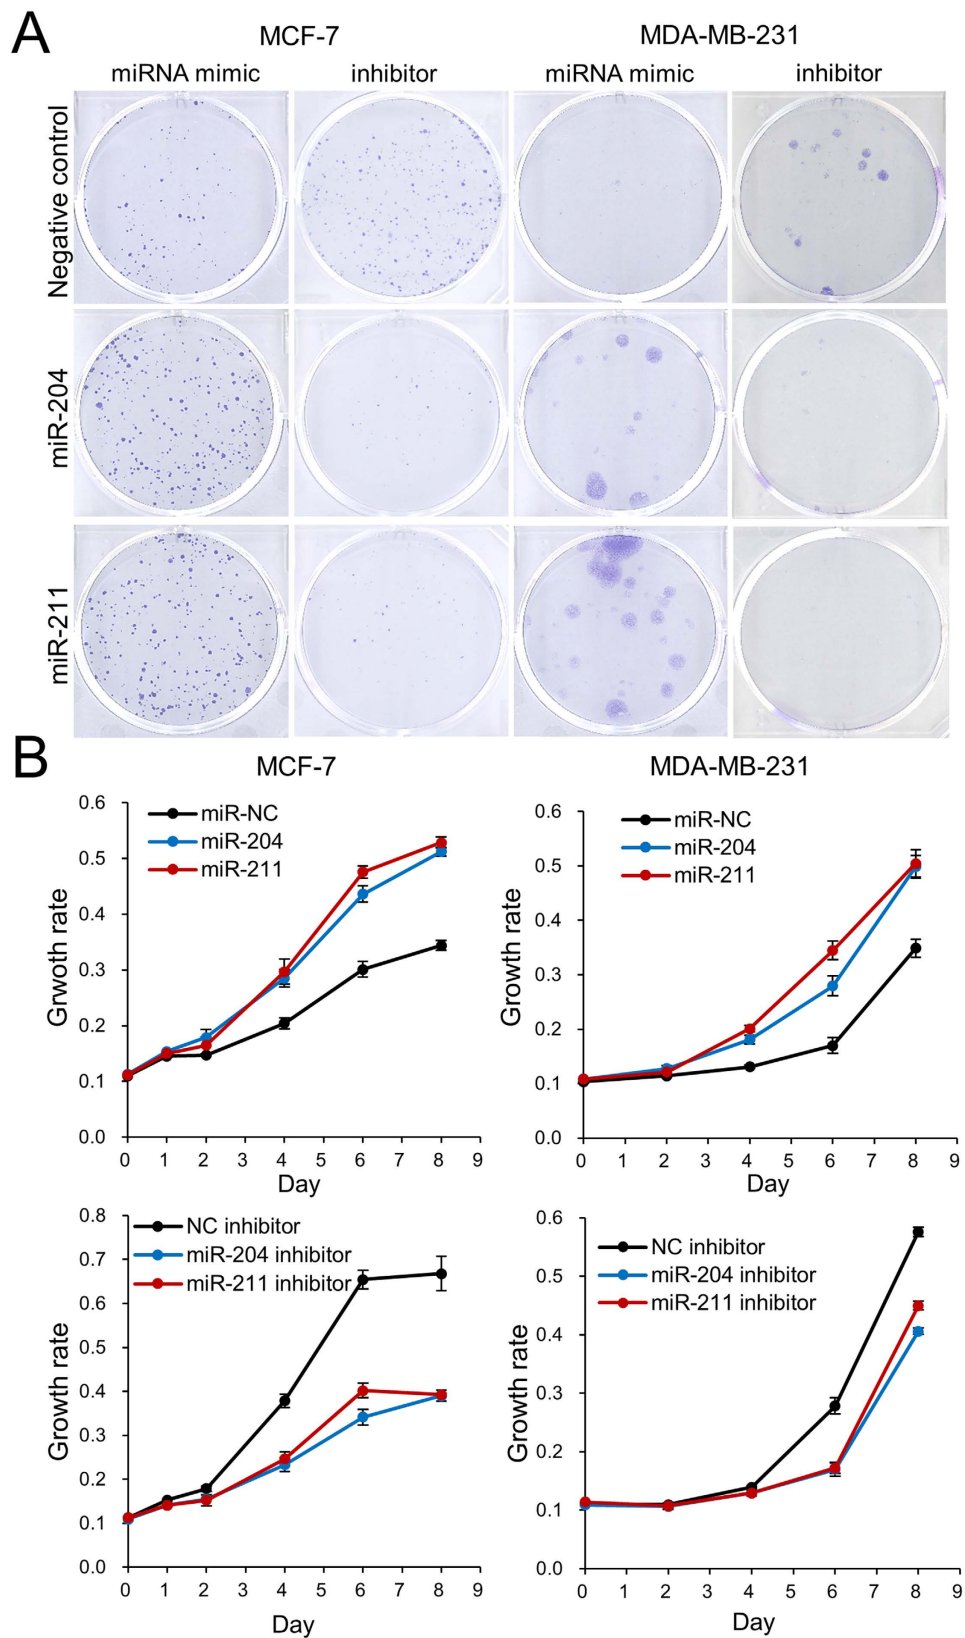 A
MCF-7 MDA-MB-231
miRNA mimic inhibitor miRNA mimic inhibitor
Negative control
miR-204
miR-211
B
MCF-7
0.6
0.5
0.4
0.3
0.2
0.1
0.0
Grwoth rate
miR-NC
miR-204
miR-211
0 1 2 3 4 5 6 7 8 9
Day
MDA-MB-231
0.6
0.5
0.4
0.3
0.2
0.1
0.0
Growth rate
miR-NC
miR-204
miR-211
0 1 2 3 4 5 6 7 8 9
Day
0.8
0.7
0.6
0.5
0.4
0.3
0.2
0.1
0.0
Growth rate
NC inhibitor
miR-204 inhibitor
miR-211 inhibitor
0 1 2 3 4 5 6 7 8 9
Day
0.6
0.5
0.4
0.3
0.2
0.1
0.0
Growth rate
NC inhibitor
miR-204 inhibitor
miR-211 inhibitor
0 1 2 3 4 5 6 7 8 9
Day